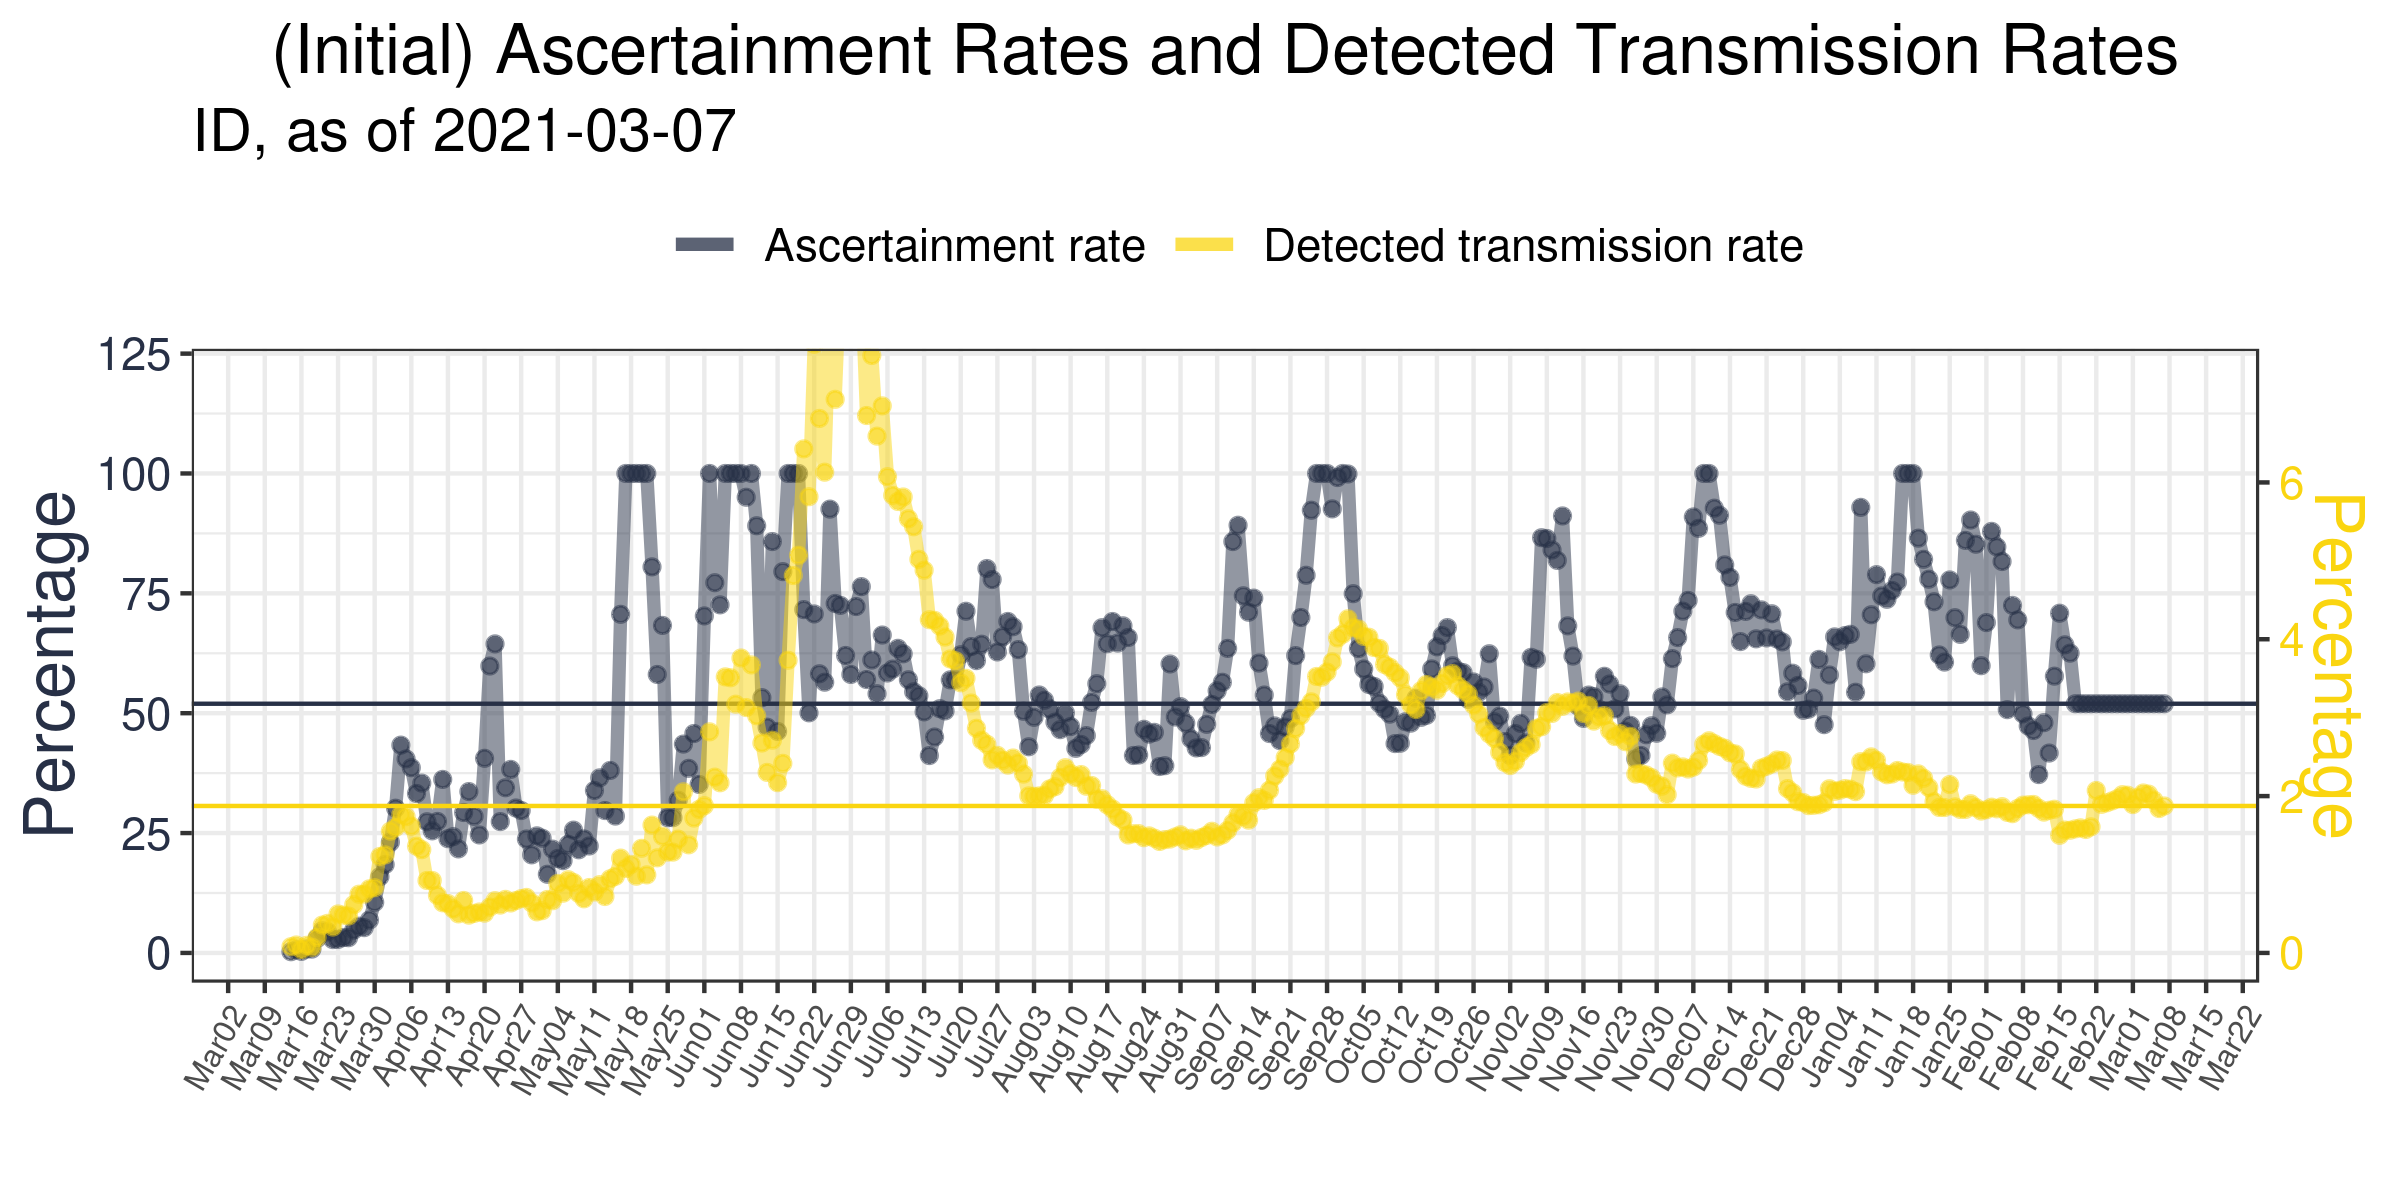 (Initial) Ascertainment Rates and Detected Transmission Rates
ID, as of 2021-03-07
Ascertainment rate Detected transmission rate
125
100
75
50
25
0
Percentage
6
4
2
0
Percentage
Mar02 Mar09 Mar16 Mar23 Mar30 Apr06 Apr13 Apr20 Apr27 May04 May11 May18 May25 Jun01 Jun08 Jun15 Jun22 Jun29 Jul06 Jul13 Jul20 Jul27 Aug03 Aug10 Aug17 Aug24 Aug31 Sep07 Sep14 Sep21 Sep28 Oct05 Oct12 Oct19 Oct26 Nov02 Nov09 Nov16 Nov23 Nov30 Dec07 Dec14 Dec21 Dec28 Dec04 Jan11 Jan18 Jan25 Feb01 Feb08 Feb15 Feb22 Mar01 Mar08 Mar15 Mar22